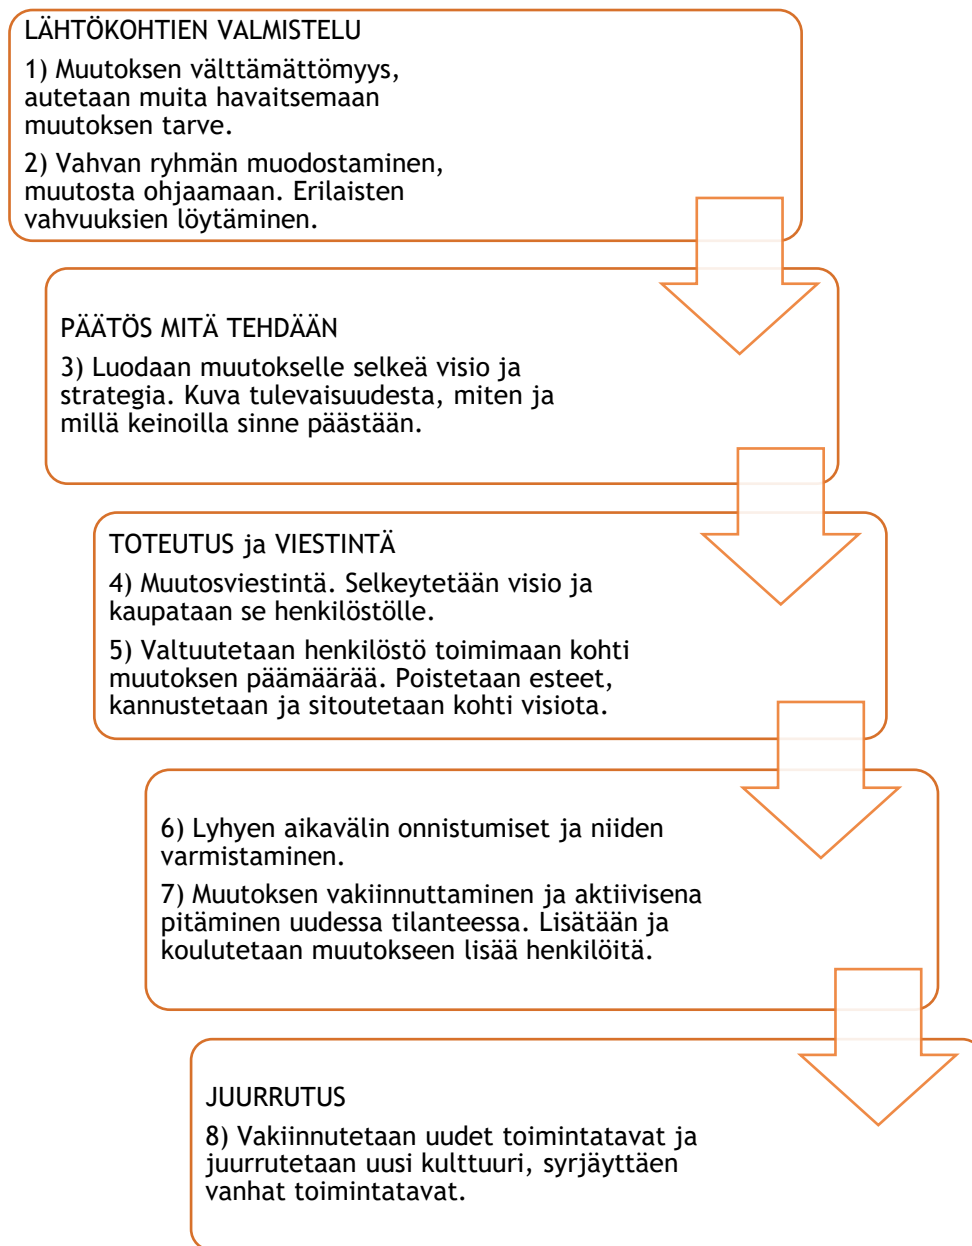 LÄHTÖKOHTIEN VALMISTELU
1) Muutoksen välttämättömyys,
autetaan muita havaitsemaan
muutoksen tarve.
2) Vahvan ryhmän muodostaminen,
muutosta ohjaamaan. Erilaisten
vahvuuksien löytäminen.
PÄÄTÖS MITÄ TEHDÄÄN
3) Luodaan muutokselle selkeä visio ja
strategia. Kuva tulevaisuudesta, miten ja
millä keinoilla sinne päästään.
TOTEUTUS ja VIESTINTÄ
4) Muutosviestintä. Selkeytetään visio ja
kaupataan se henkilöstölle.
5) Valtuutetaan henkilöstö toimimaan kohti
muutoksen päämäärää. Poistetaan esteet,
kannustetaan ja sitoutetaan kohti visiota.
6) Lyhyen aikavälin onnistumiset ja niiden
varmistaminen.
7) Muutoksen vakiinnuttaminen ja aktiivisena
pitäminen uudessa tilanteessa. Lisätään ja
koulutetaan muutokseen lisää henkilöitä.
JUURRUTUS
8) Vakiinnutetaan uudet toimintatavat ja
juurrutetaan uusi kulttuuri, syrjäyttäen
vanhat toimintatavat.